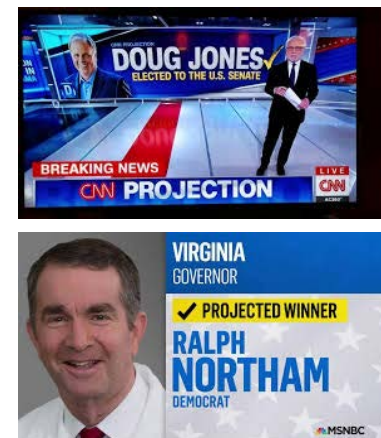 CNN PROJECTION
DOUG JONES
ELECTED TO THE U.S. SENATE
BREAKING NEWS
LIVE
CNN PROJECTION
CNN
AC360
VIRGINIA
GOVERNOR
PROJECTED WINNER
RALPH
NORTHAM
DEMOCRAT
MSNBC